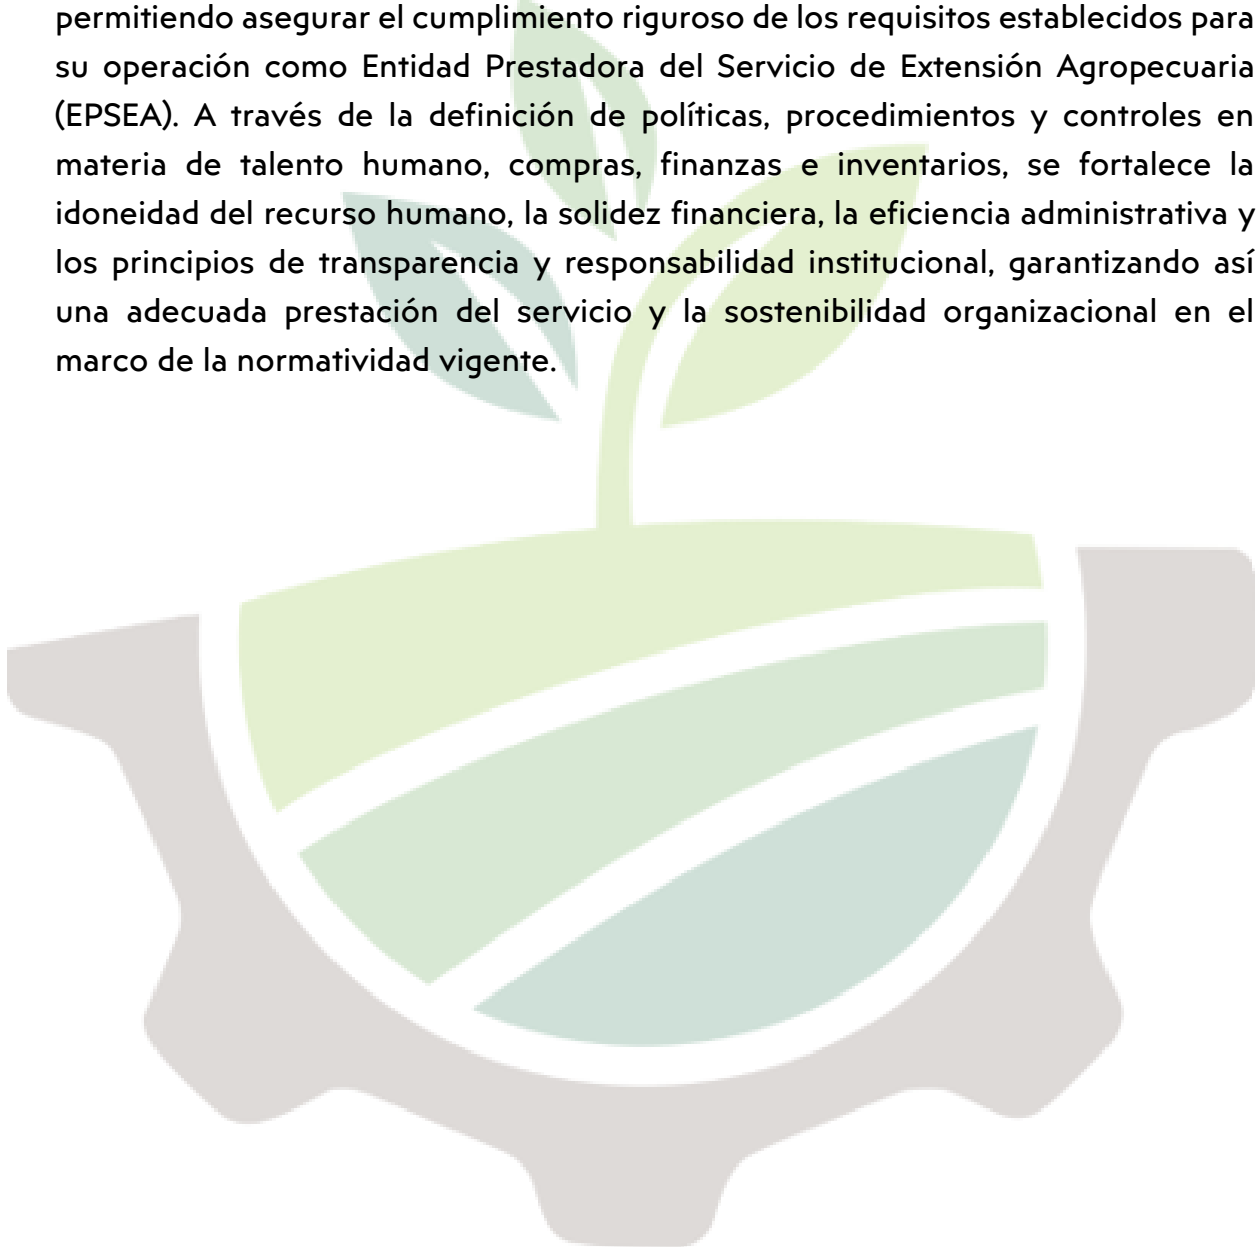 permitiendo asegurar el cumplimiento riguroso de los requisitos establecidos para
su operación como Entidad Prestadora del Servicio de Extensión Agropecuaria
(EPSEA). A través de la definición de políticas, procedimientos y controles en
materia de talento humano, compras, finanzas e inventarios, se fortalece la
idoneidad del recurso humano, la solidez financiera, la eficiencia administrativa y
los principios de transparencia y responsabilidad institucional, garantizando así
una adecuada prestación del servicio y la sostenibilidad organizacional en el
marco de la normatividad vigente.